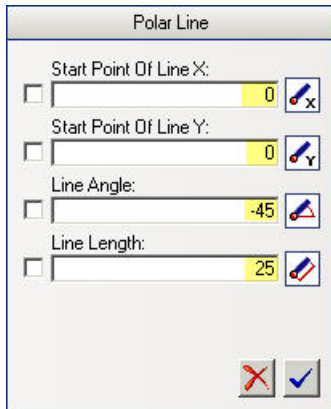 Polar Line
Start Point Of Line X:
0
X
Start Point Of Line Y:
0
Y
Line Angle:
-45
Line Length:
25